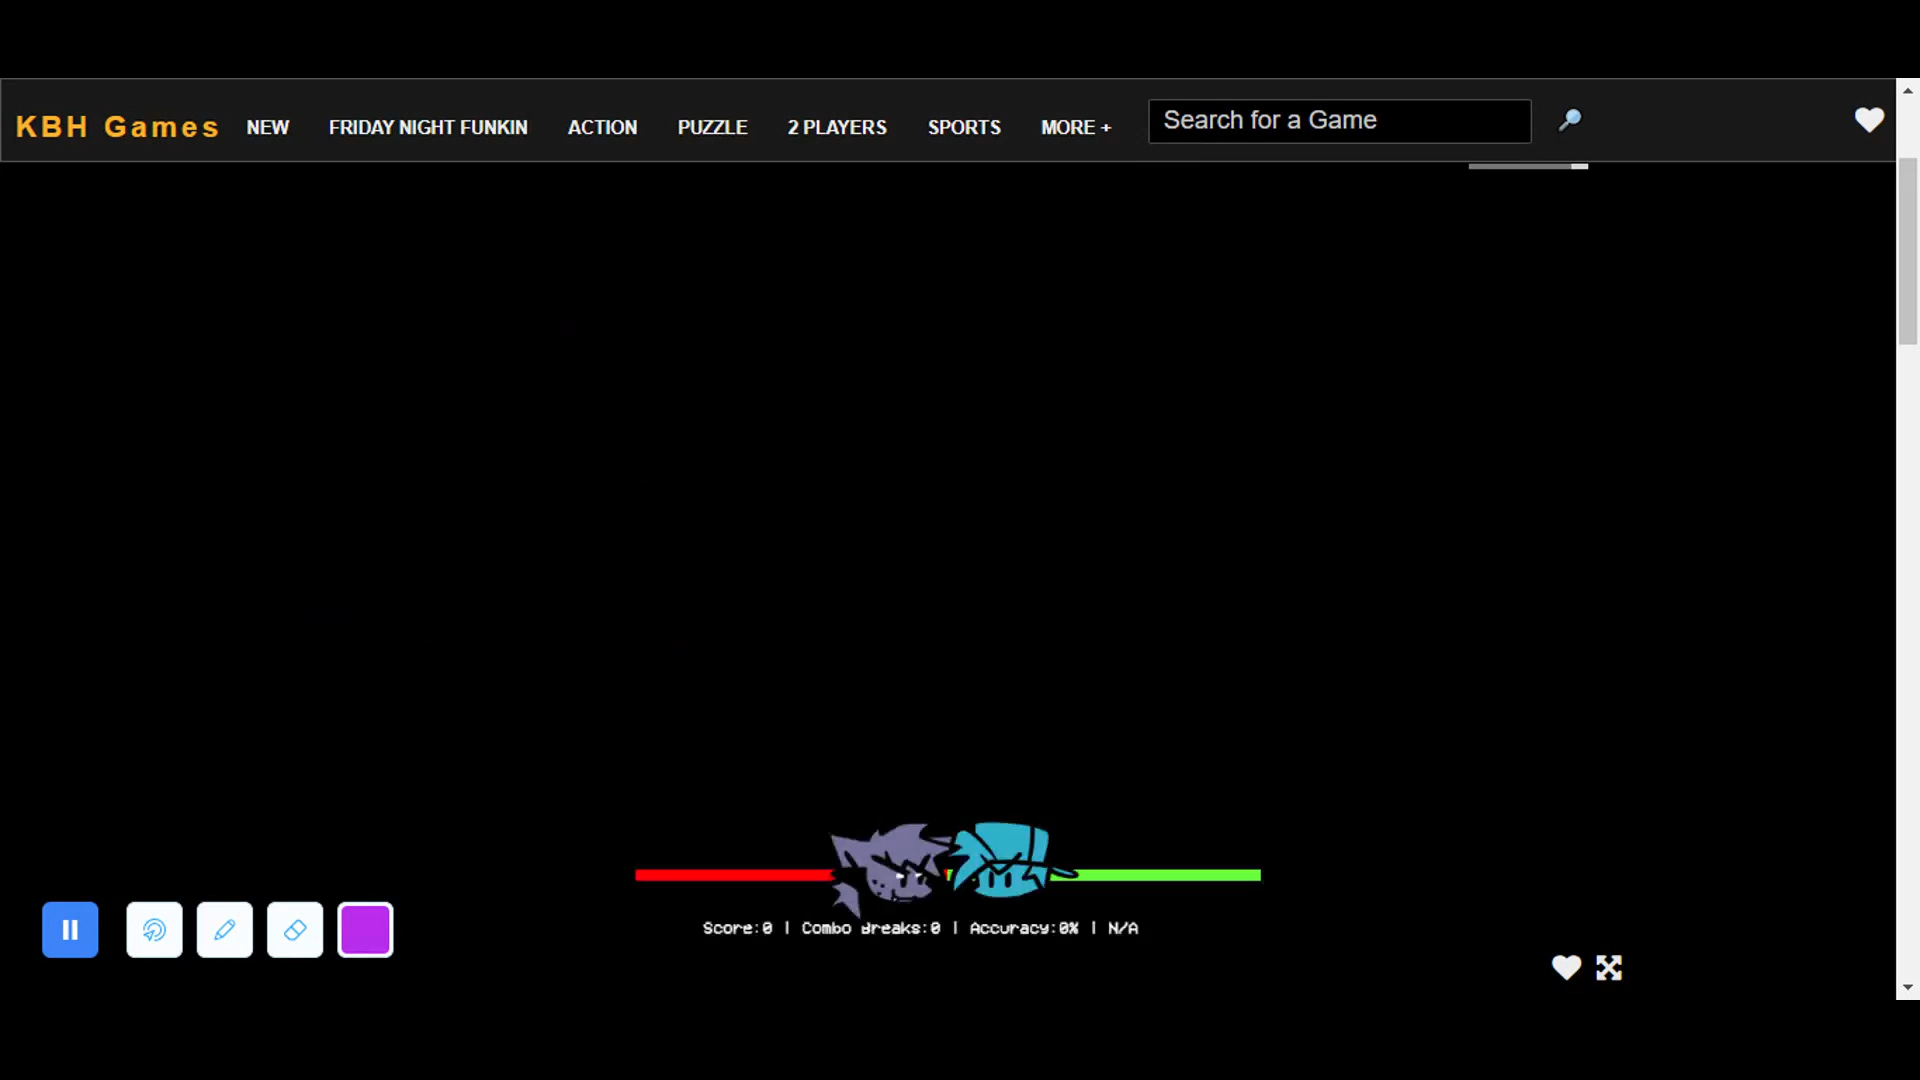 KBH Games NEW FRIDAY NIGHT FUNKIN ACTION PUZZLE 2 PLAYERS SPORTS MORE + Search for a Game
Score:0 | Combo Breaks:0 | Accuracy:0% | N/A